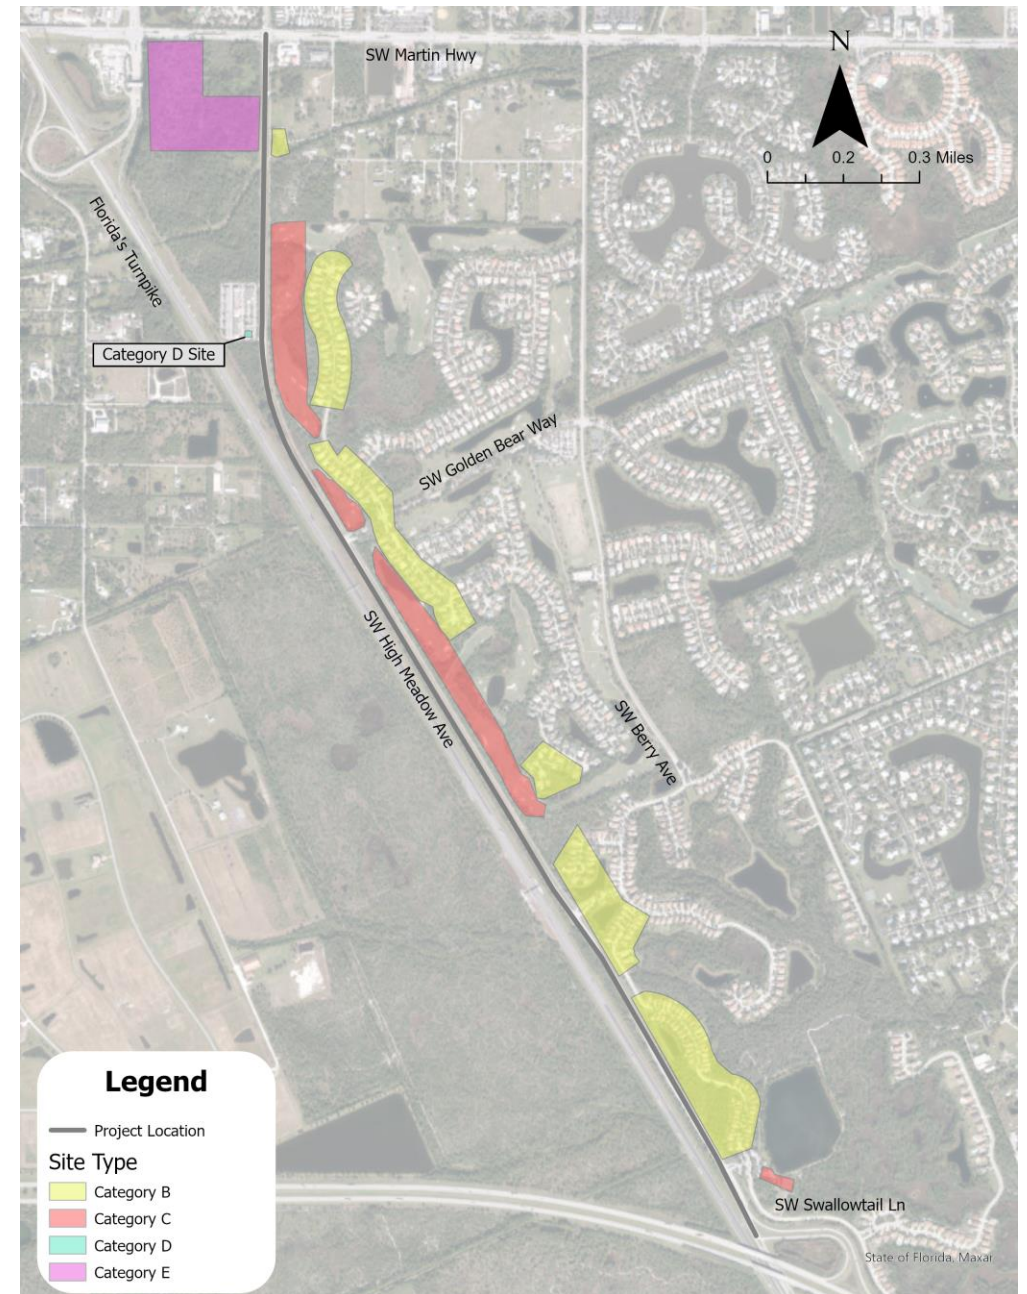 SW Martin Hwy
N
0 0.2 0.3 Miles
Florida's Turnpike
Category D Site
SW Golden Bear Way
SW High Meadow Ave
SW Berry Ave
Legend
Project Location
Site Type
Category B
Category C
Category D
Category E
SW Swallowtail Ln
State of Florida, Maxar